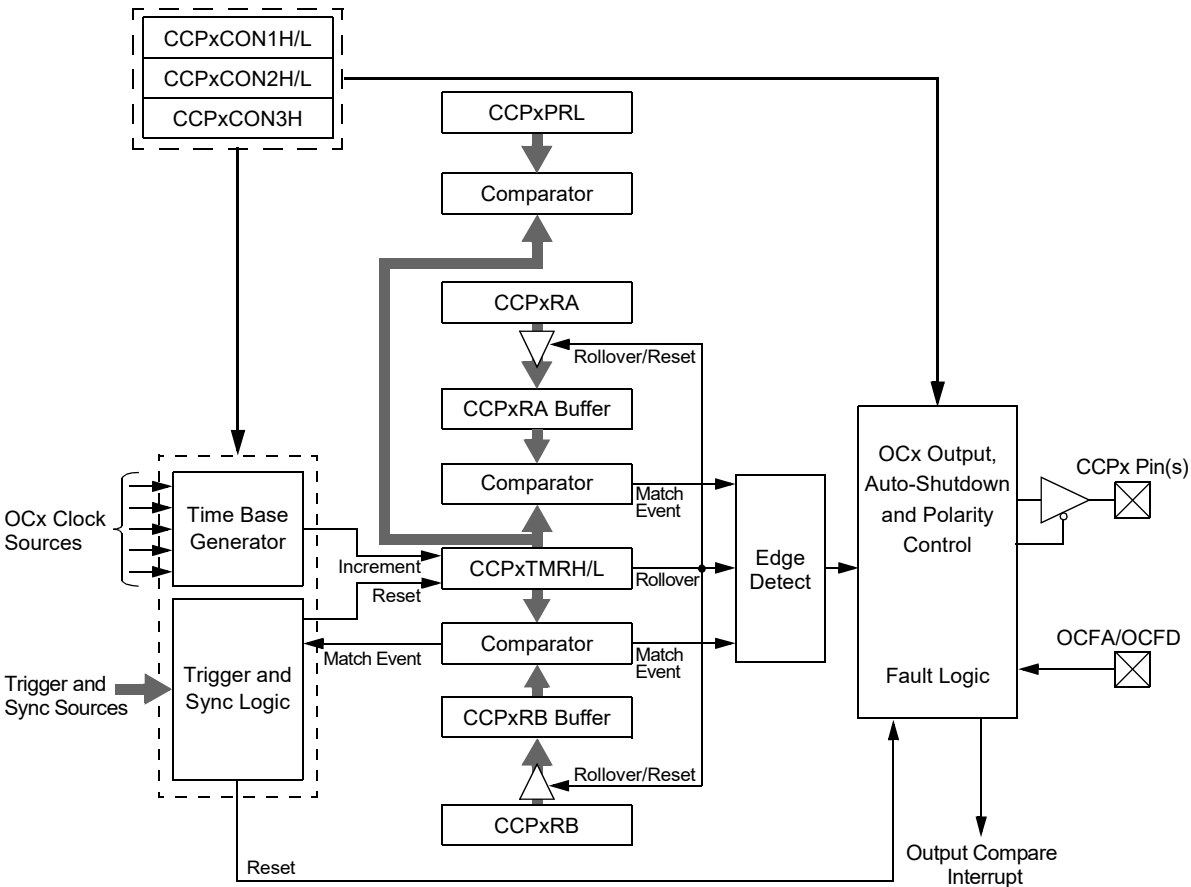 CCPxCON1H/L
CCPxCON2H/L
CCPxCON3H
CCPxPRL
Comparator
CCPxRA
Rollover/Reset
CCPxRA Buffer
Comparator
Match
Event
OCx Clock
Sources
Time Base
Generator
Increment
Reset
CCPxTMRH/L
Rollover
Edge
Detect
OCx Output,
Auto-Shutdown
and Polarity
Control
Fault Logic
CCPx Pin(s)
OCFA/OCFD
Trigger and
Sync Sources
Trigger and
Sync Logic
Match Event
Comparator
Match
Event
CCPxRB Buffer
Rollover/Reset
CCPxRB
Reset
Output Compare
Interrupt